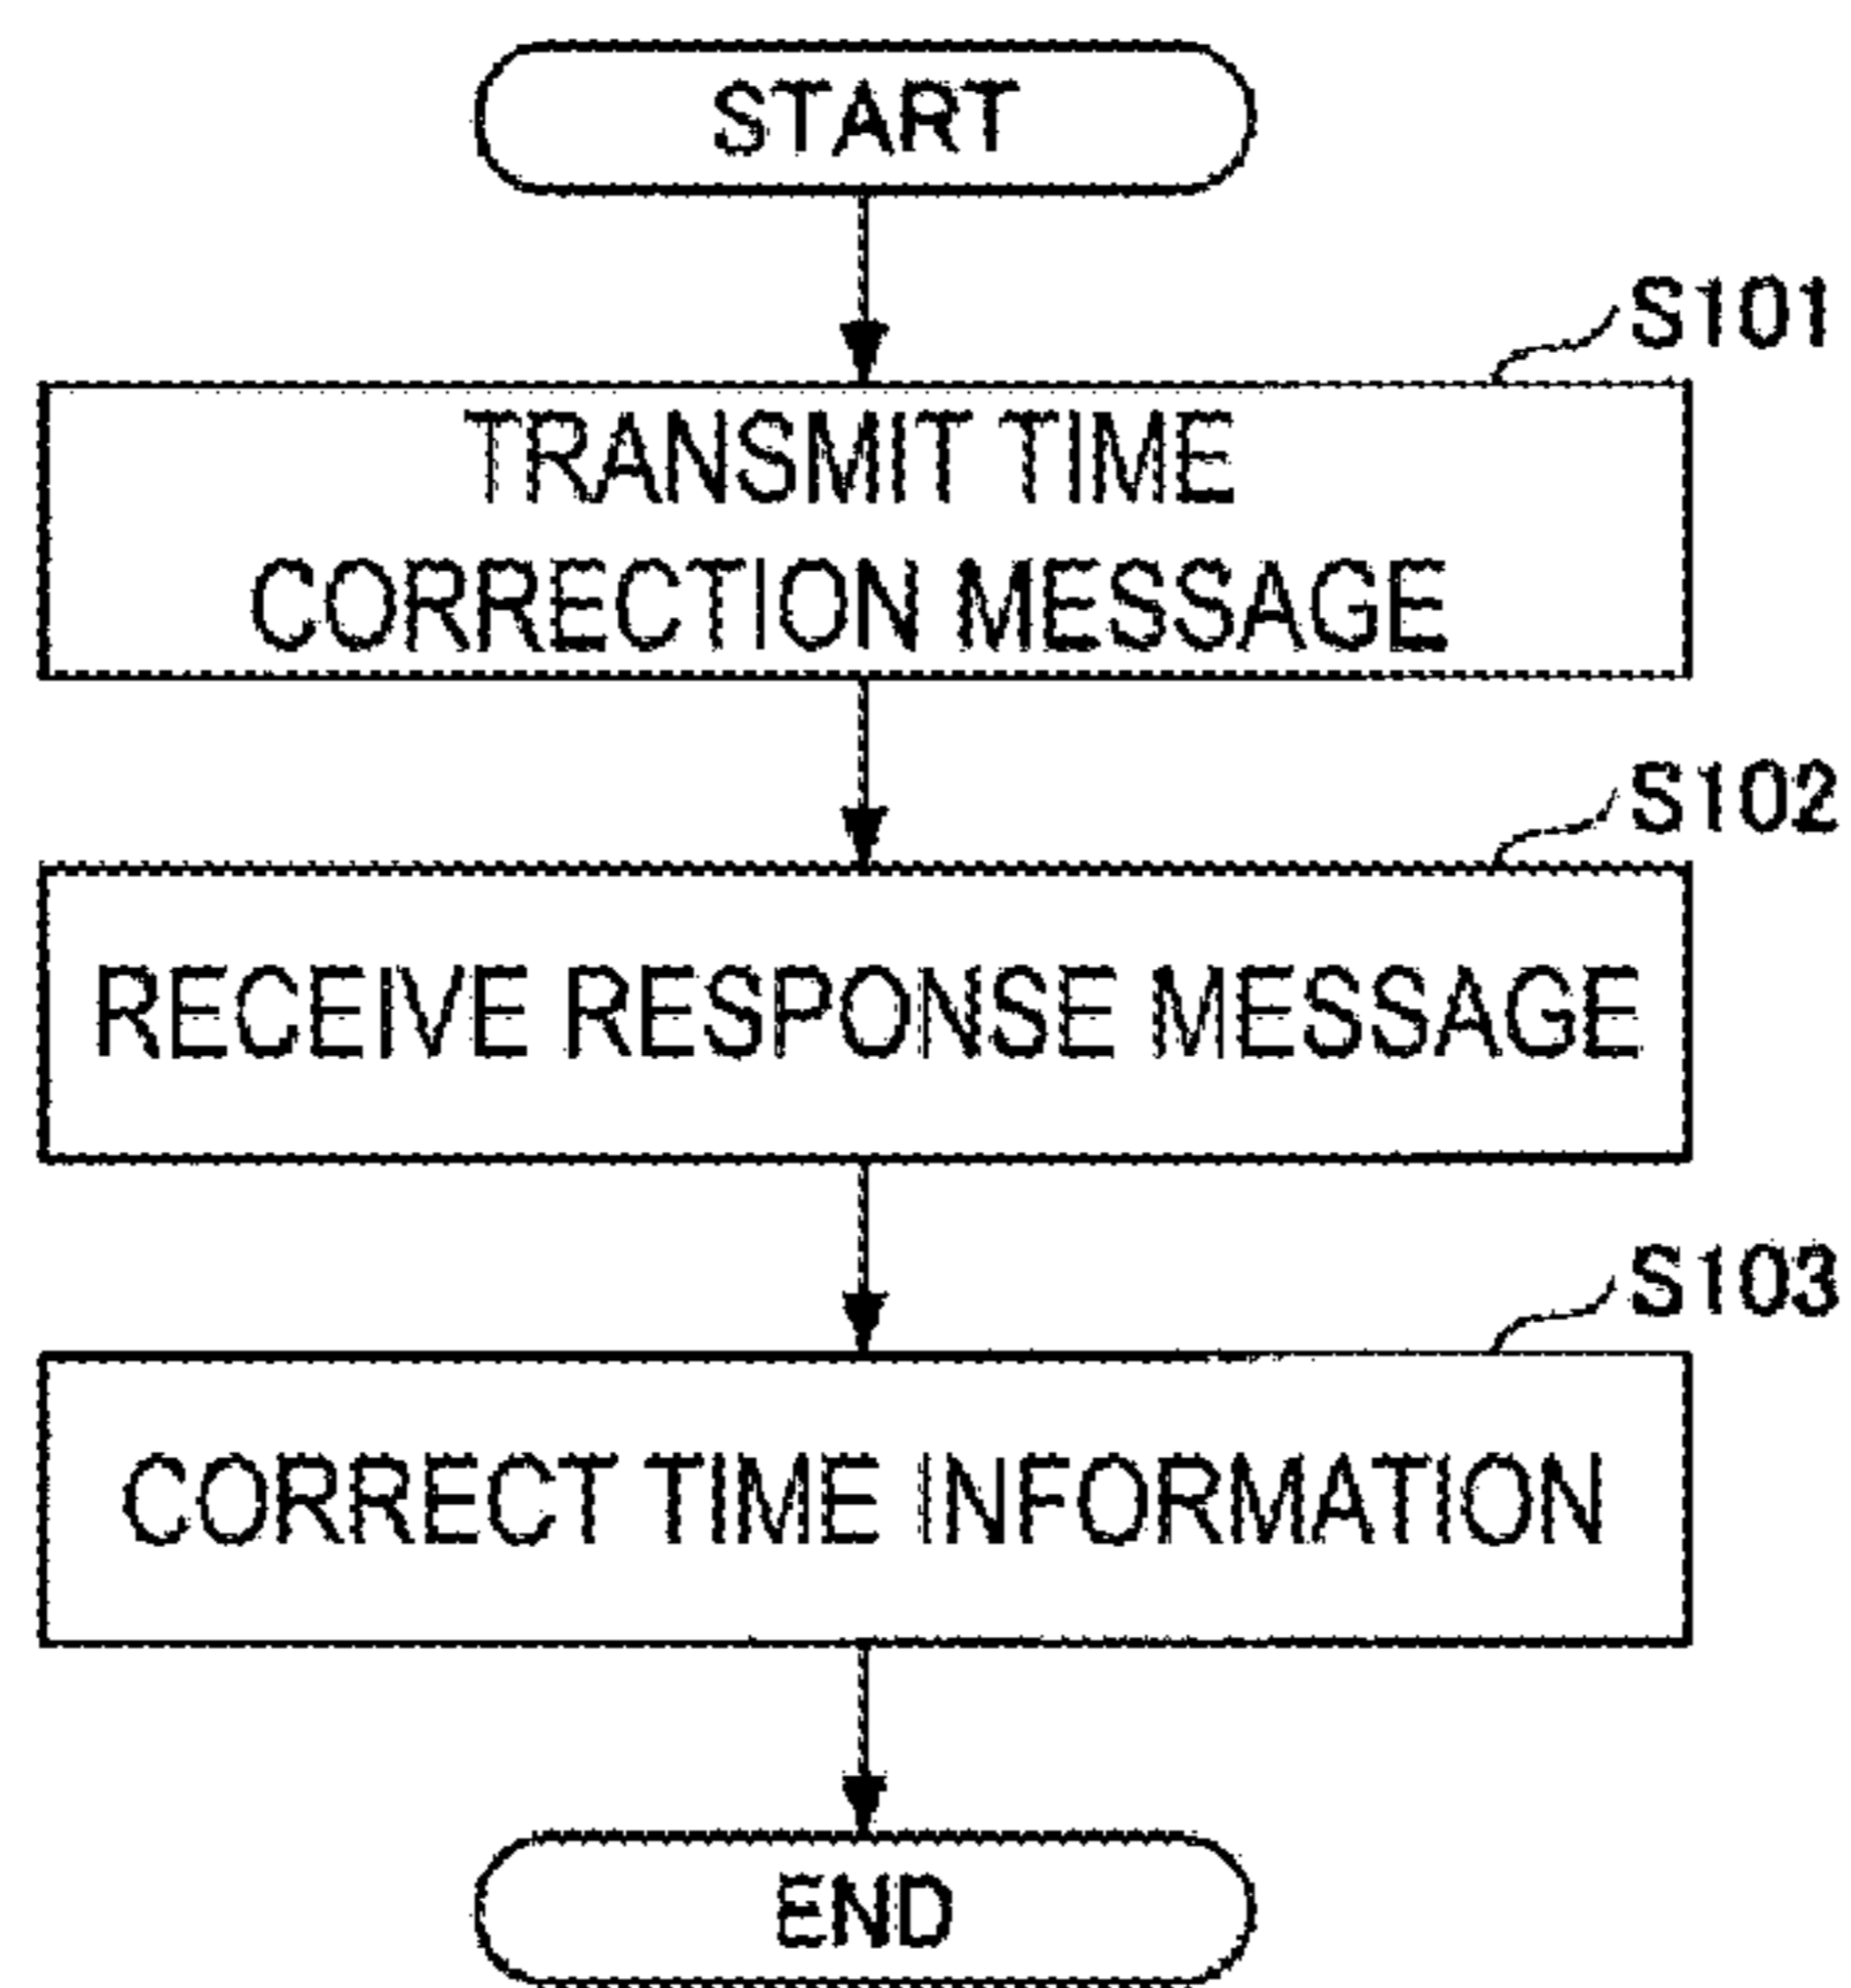 START
S101
TRANSMIT TIME
CORRECTION MESSAGE
S102
RECEIVE RESPONSE MESSAGE
S103
CORRECT TIME INFORMATION
END